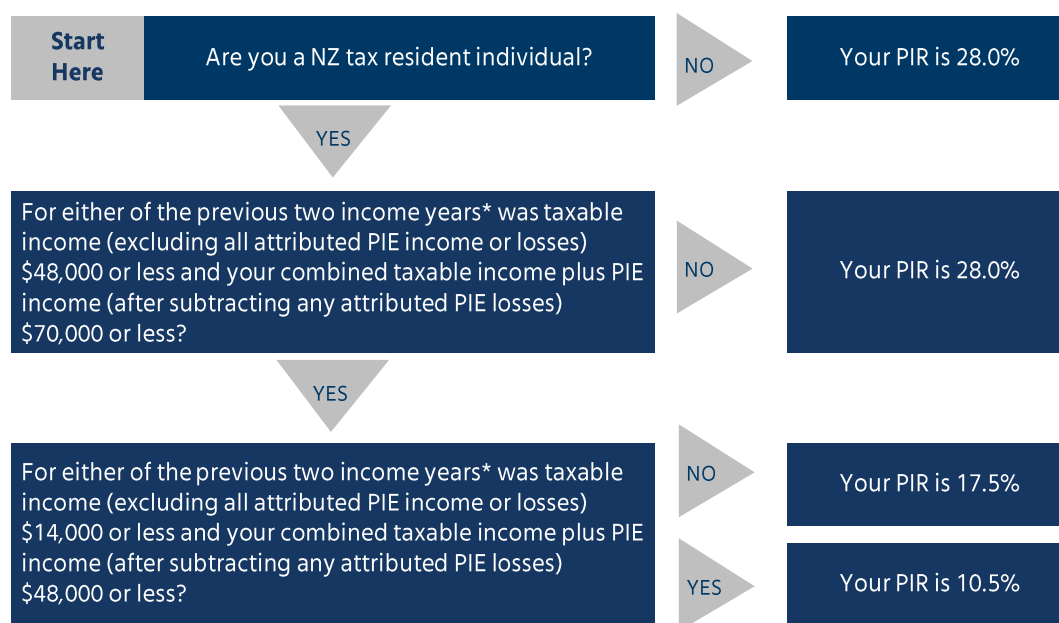 Start
Here
Are you a NZ tax resident individual?
NO
Your PIR is 28.0%
YES
For either of the previous two income years* was taxable
income (excluding all attributed PIE income or losses)
$48,000 or less and your combined taxable income plus PIE
income (after subtracting any attributed PIE losses)
$70,000 or less?
NO
Your PIR is 28.0%
YES
For either of the previous two income years* was taxable
income (excluding all attributed PIE income or losses)
$14,000 or less and your combined taxable income plus PIE
income (after subtracting any attributed PIE losses)
$48,000 or less?
NO
Your PIR is 17.5%
YES
Your PIR is 10.5%